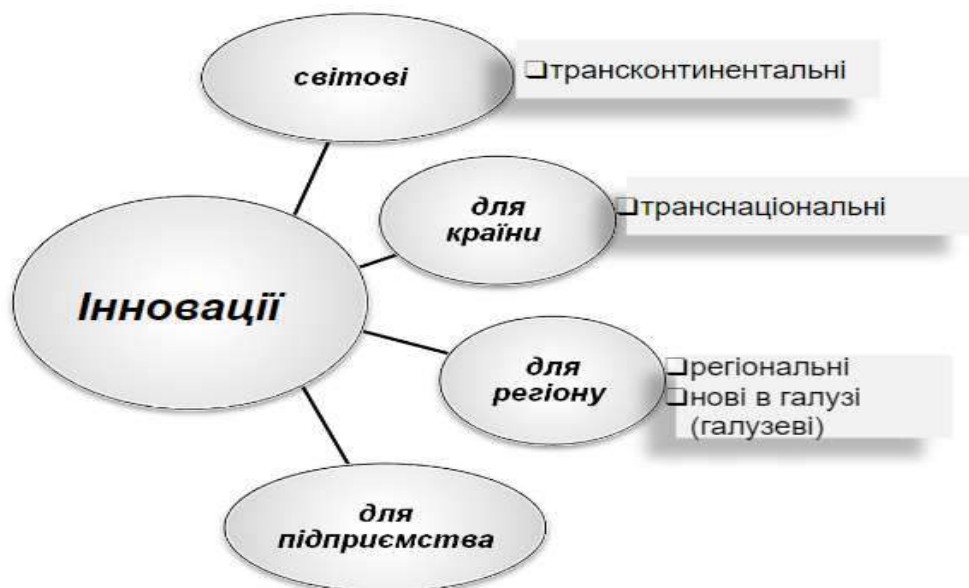 світові
❑трансконтинентальні
для
країни
❑транснаціональні
Інновації
для
регіону
❑регіональні
❑нові в галузі
(галузеві)
для
підприємства